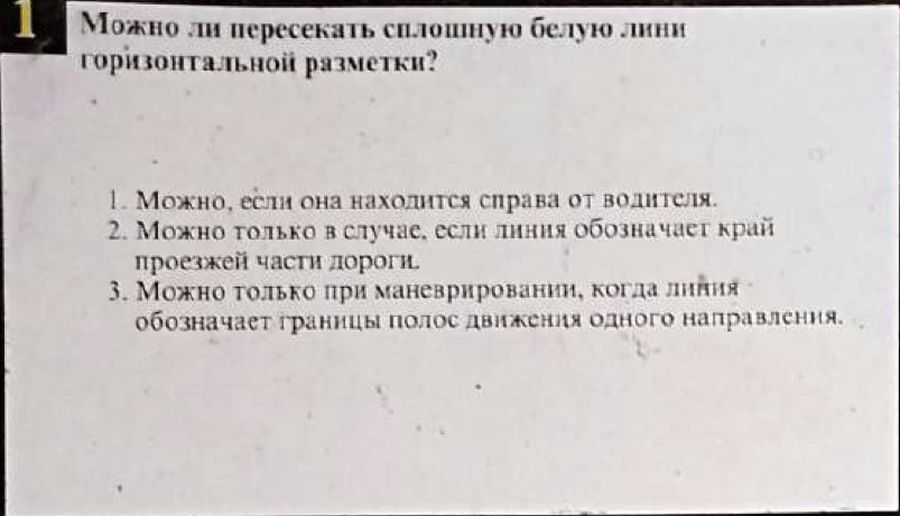 1
Можно ли пересекать сплошную белую лини
горизонтальной разметки?
1. Можно, если она находится справа от водителя.
2. Можно только в случае, если линия обозначает край
проезжей части дороги.
3. Можно только при маневрировании, когда линия
обозначает границы полос движения одного направления.